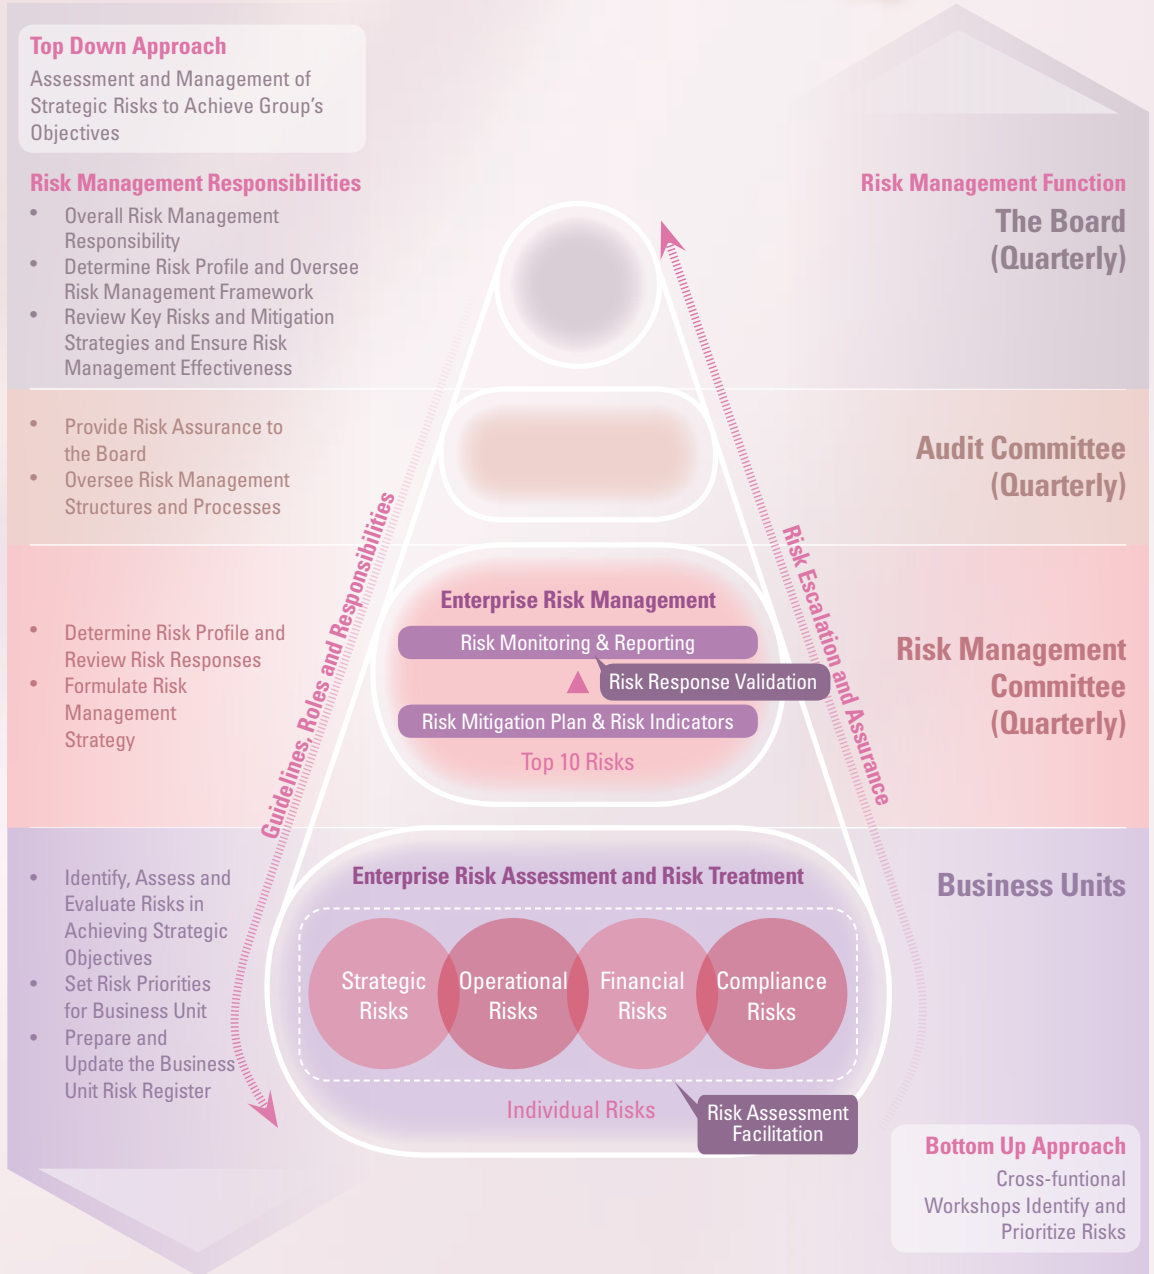 Top Down Approach
Assessment and Management of
Strategic Risks to Achieve Group's
Objectives
Risk Management Responsibilities
• Overall Risk Management
Responsibility
• Determine Risk Profile and Oversee
Risk Management Framework
• Review Key Risks and Mitigation
Strategies and Ensure Risk
Management Effectiveness
Risk Management Function
The Board
(Quarterly)
• Provide Risk Assurance to
the Board
• Oversee Risk Management
Structures and Processes
Audit Committee
(Quarterly)
Guidelines, Roles and Responsibilities
Risk Escalation and Assurance
• Determine Risk Profile and
Review Risk Responses
• Formulate Risk
Management
Strategy
Enterprise Risk Management
Risk Monitoring & Reporting
Risk Response Validation
Risk Mitigation Plan & Risk Indicators
Top 10 Risks
Risk Management
Committee
(Quarterly)
• Identify, Assess and
Evaluate Risks in
Achieving Strategic
Objectives
• Set Risk Priorities
for Business Unit
• Prepare and
Update the Business
Unit Risk Register
Enterprise Risk Assessment and Risk Treatment
Strategic
Risks
Operational
Risks
Financial
Risks
Compliance
Risks
Individual Risks
Risk Assessment
Facilitation
Business Units
Bottom Up Approach
Cross-funtional
Workshops Identify and
Prioritize Risks